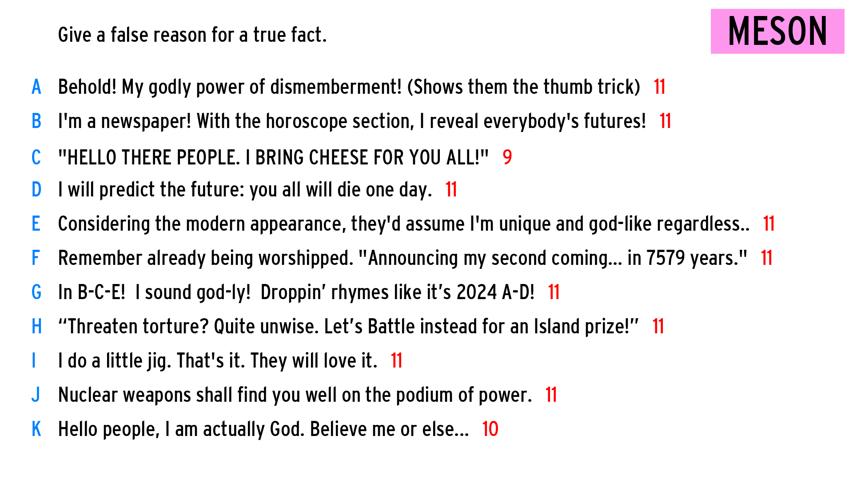 Give a false reason for a true fact.
MESON
A Behold! My godly power of dismemberment! (Shows them the thumb trick) 11
B I'm a newspaper! With the horoscope section, I reveal everybody's futures! 11
C "HELLO THERE PEOPLE. I BRING CHEESE FOR YOU ALL!" 9
D I will predict the future: you all will die one day. 11
E Considering the modern appearance, they'd assume I'm unique and god-like regardless.. 11
F Remember already being worshipped. "Announcing my second coming... in 7579 years." 11
G In B-C-E! I sound god-ly! Droppin’ rhymes like it’s 2024 A-D! 11
H “Threaten torture? Quite unwise. Let’s Battle instead for an Island prize!” 11
I I do a little jig. That's it. They will love it. 11
J Nuclear weapons shall find you well on the podium of power. 11
K Hello people, I am actually God. Believe me or else... 10